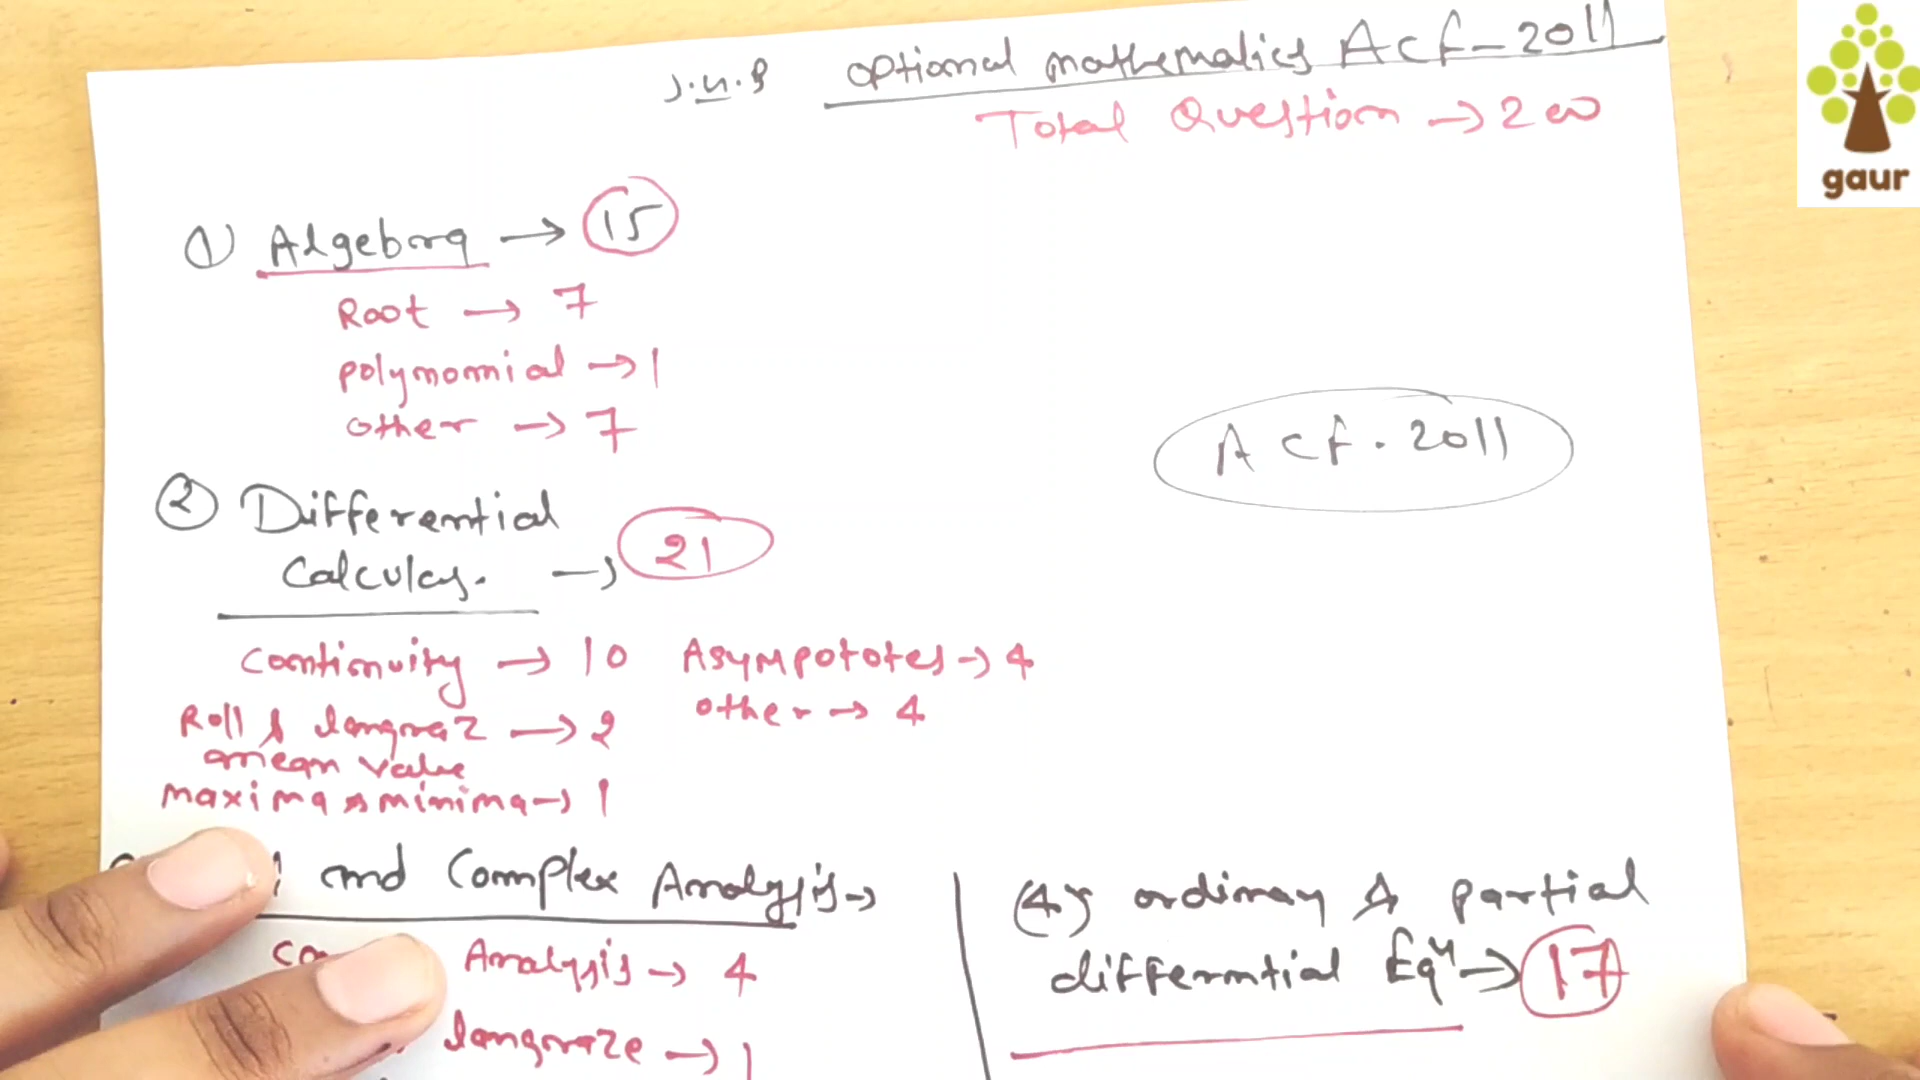 J.U.S optional mathematics Acf-2011
Total Question → 200
gaur
① Algebra → 15
Root → 7
polynomial → 1
other → 7
Acf. 2011
② Differential
Calculus. → 21
Continuity → 10 Asympototes → 4
Roll & langraz → 2 other → 4
mean value
maxima & minima → 1
and Complex Analysis →
Analysis → 4
langraze → 1
(4) ordinary & partial
differential Eqn → 17